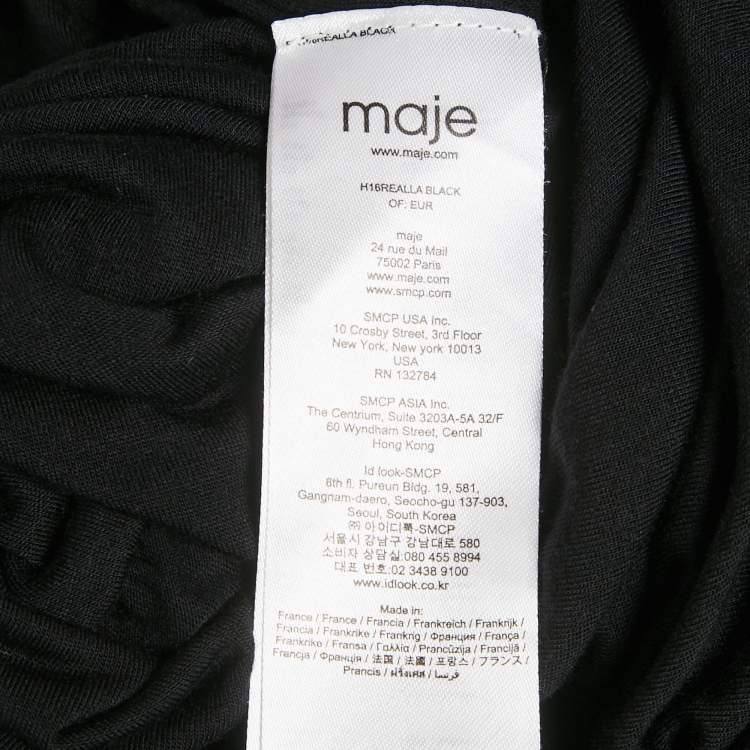 H16REALLA BLACK
maje
www.maje.com
H16REALLA BLACK
OF: EUR
maje
24 rue du Mail
75002 Paris
www.maje.com
www.smcp.com
SMCP USA Inc.
10 Crosby Street, 3rd Floor
New York, New york 10013
USA
RN 132784
SMCP ASIA Inc.
The Centrium, Suite 3203A-5A 32/F
60 Wyndham Street, Central
Hong Kong
Id look-SMCP
8th fl. Pureun Bldg. 19, 581,
Gangnam-daero, Seocho-gu 137-903,
Seoul, South Korea
㈜ 아이디룩-SMCP
서울시 강남구 강남대로 580
소비자 상담실:080 455 8994
대표 번호:02 3438 9100
www.idlook.co.kr
Made in:
France / France / Francia / Frankreich / Frankrijk /
Francia / Frankrike / Frankrig / Франция / França /
Frankrike / Fransa / Γαλλία / Prancūzija / Francijā /
Francja / Франція / 法国 / 法國 / 프랑스 / フランス /
Prancis / ฝรั่งเศส / فرنسا